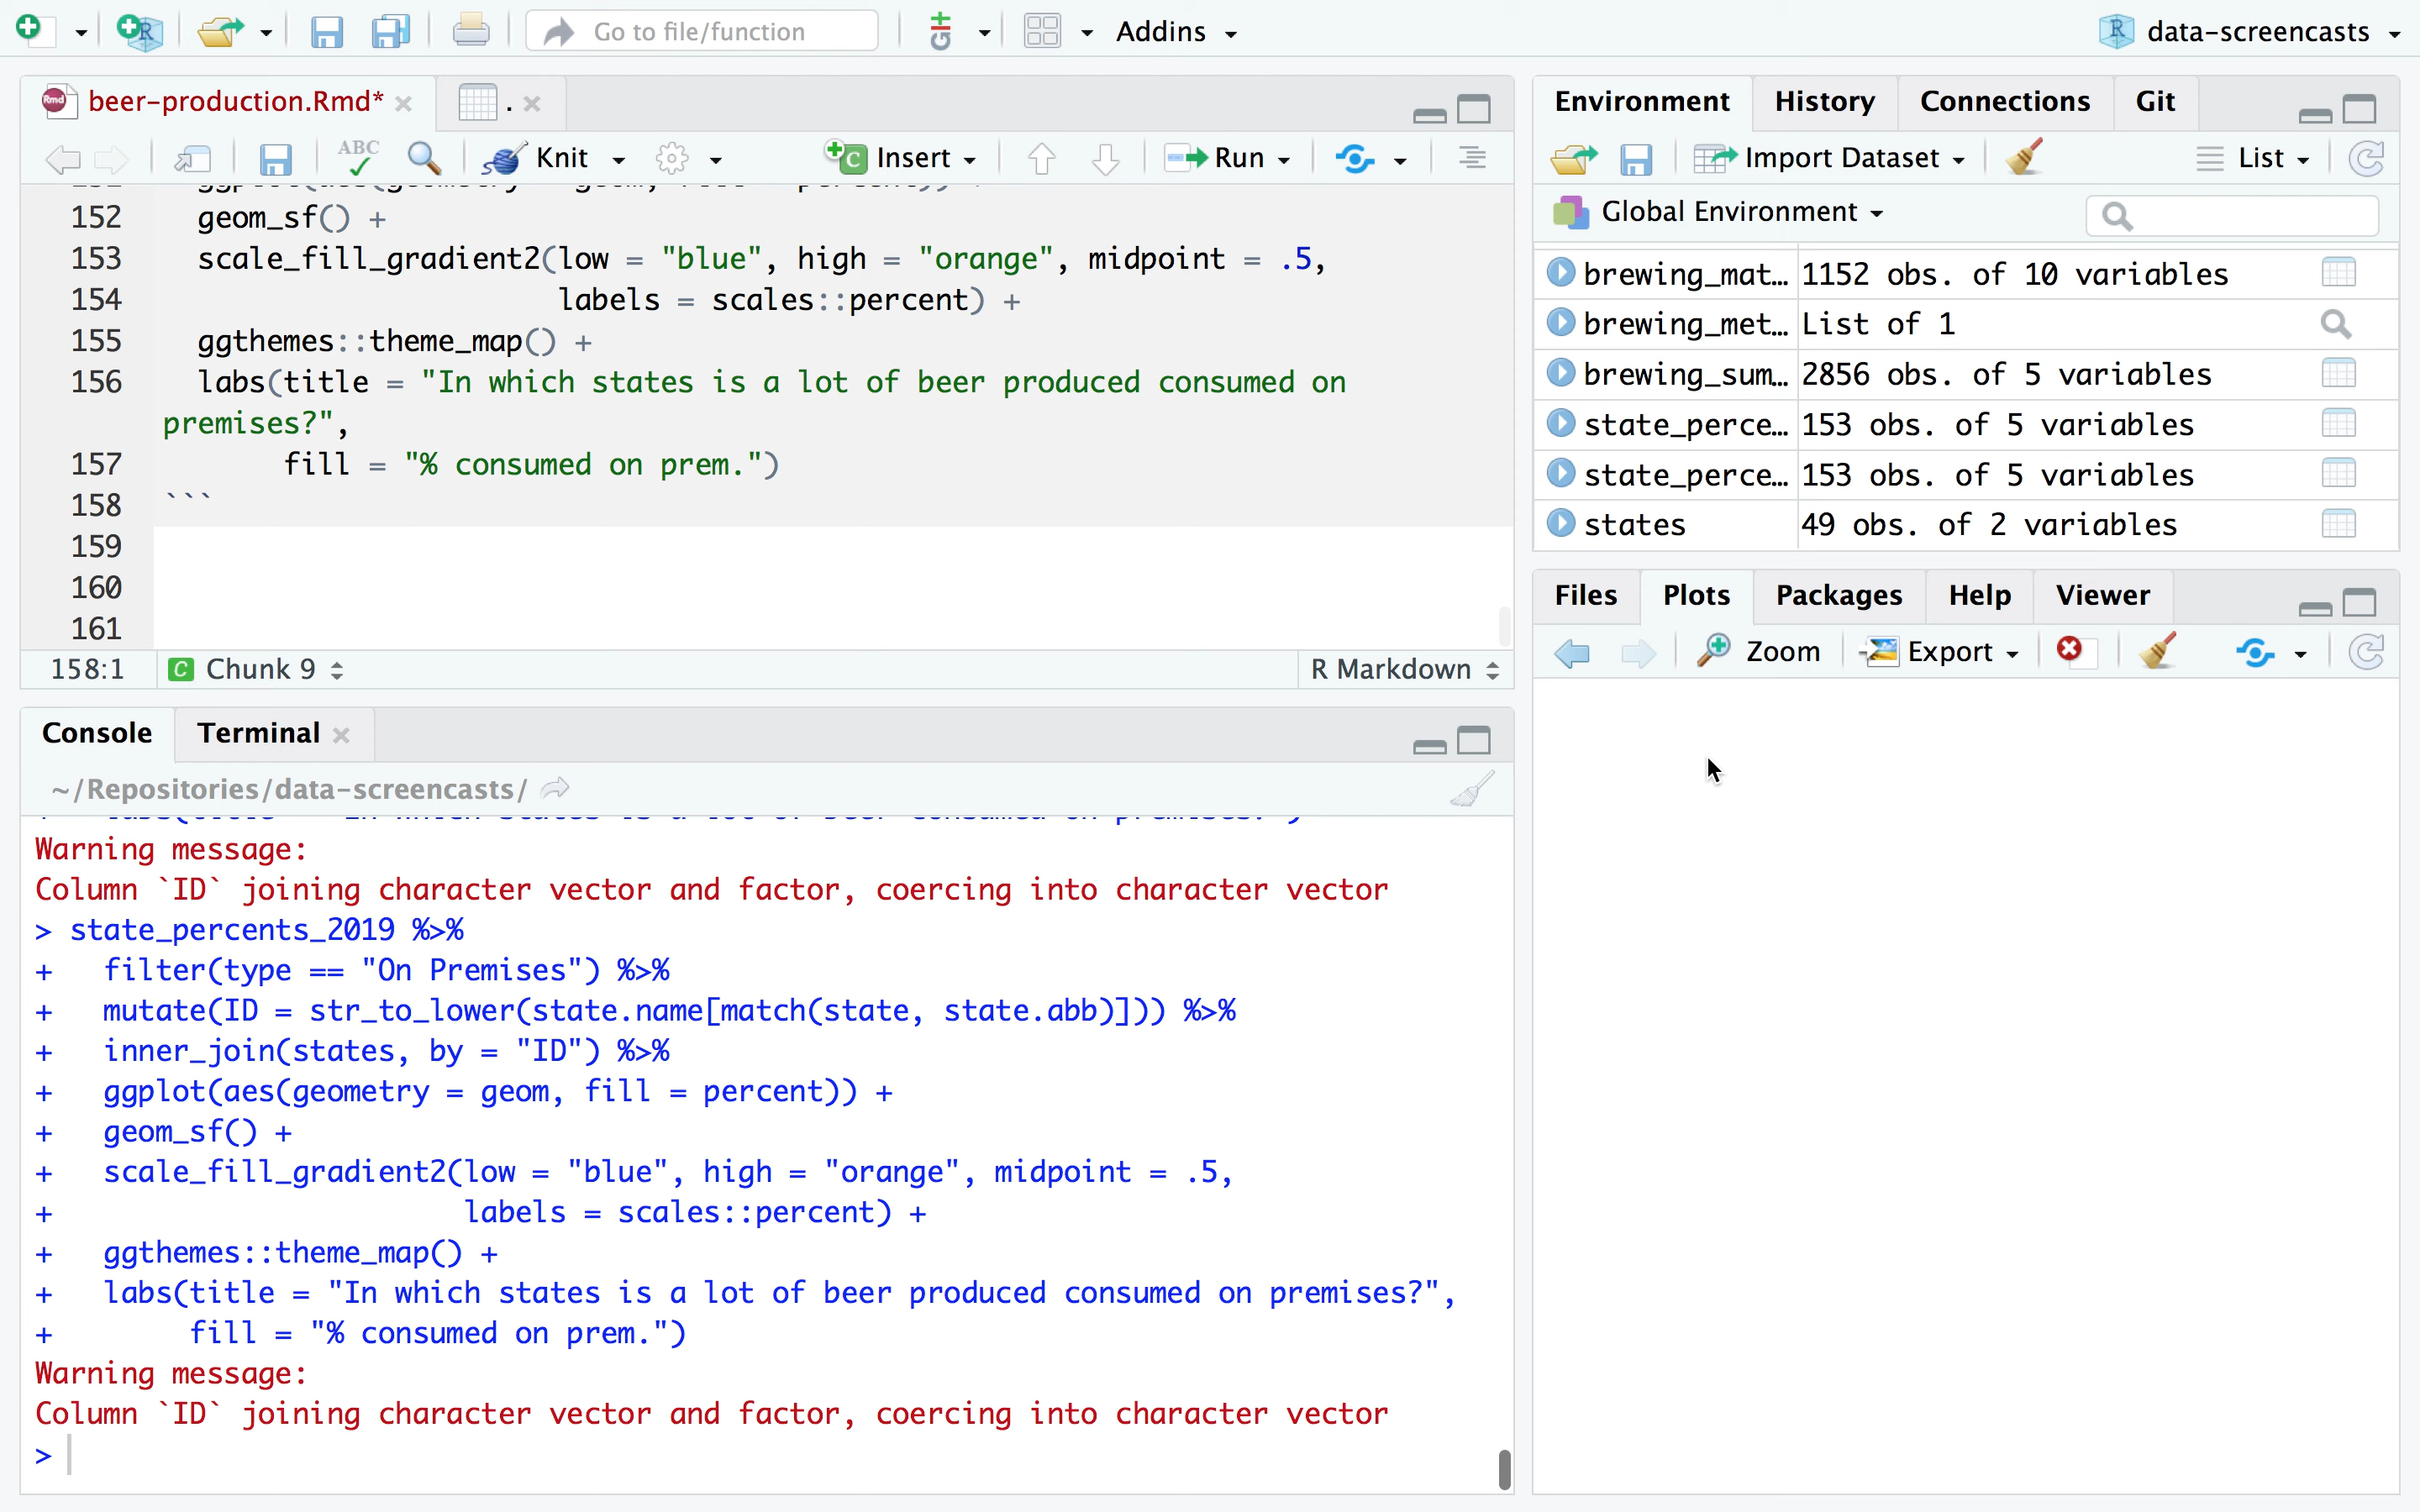 Go to file/function
Addins
data-screencasts
beer-production.Rmd*
.
ABC
Knit
Insert
Run
152 geom_sf() +
153 scale_fill_gradient2(low = "blue", high = "orange", midpoint = .5,
154 labels = scales::percent) +
155 ggthemes::theme_map() +
156 labs(title = "In which states is a lot of beer produced consumed on
premises?",
157 fill = "% consumed on prem.")
158 ```
159
160
161
158:1 C Chunk 9 R Markdown
Console Terminal
~/Repositories/data-screencasts/
Warning message:
Column `ID` joining character vector and factor, coercing into character vector
> state_percents_2019 %>%
+ filter(type == "On Premises") %>%
+ mutate(ID = str_to_lower(state.name[match(state, state.abb)])) %>%
+ inner_join(states, by = "ID") %>%
+ ggplot(aes(geometry = geom, fill = percent)) +
+ geom_sf() +
+ scale_fill_gradient2(low = "blue", high = "orange", midpoint = .5,
+ labels = scales::percent) +
+ ggthemes::theme_map() +
+ labs(title = "In which states is a lot of beer produced consumed on premises?",
+ fill = "% consumed on prem.")
Warning message:
Column `ID` joining character vector and factor, coercing into character vector
>
Environment History Connections Git
Import Dataset List
Global Environment
brewing_mat… 1152 obs. of 10 variables
brewing_met… List of 1
brewing_sum… 2856 obs. of 5 variables
state_perce… 153 obs. of 5 variables
state_perce… 153 obs. of 5 variables
states 49 obs. of 2 variables
Files Plots Packages Help Viewer
Zoom Export